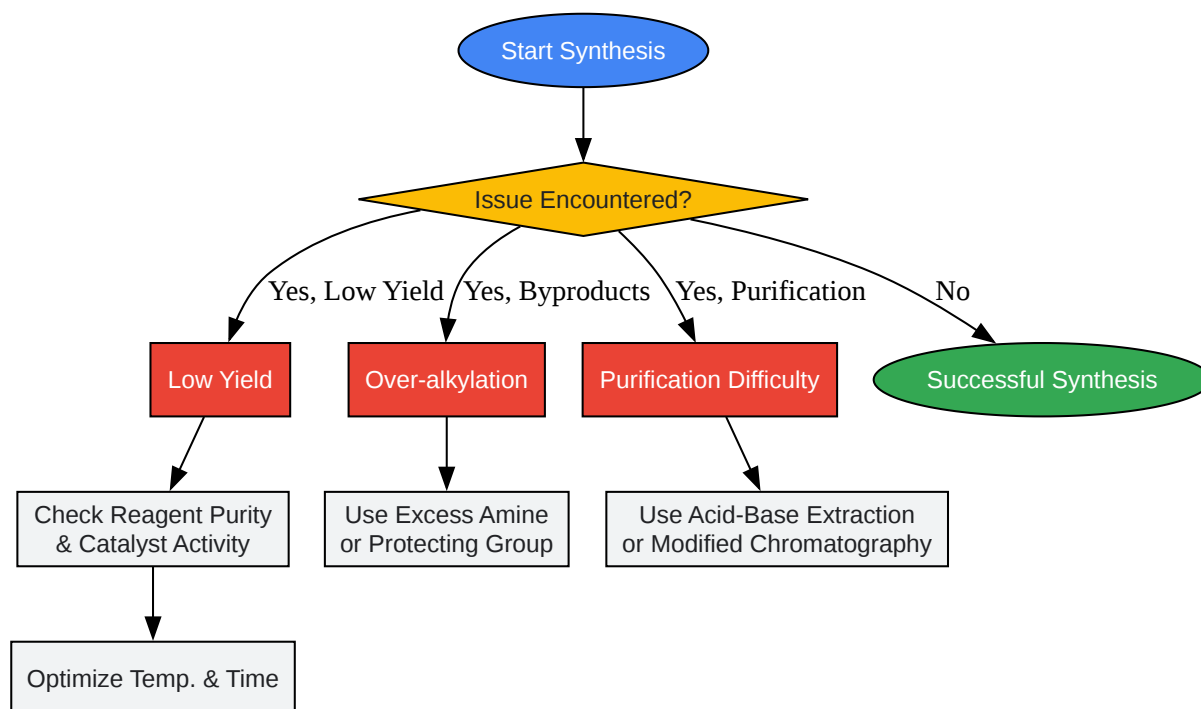 Start Synthesis
Issue Encountered?
Yes, Low Yield
Yes, Byproducts
Yes, Purification
No
Low Yield
Over-alkylation
Purification Difficulty
Successful Synthesis
Check Reagent Purity
& Catalyst Activity
Use Excess Amine
or Protecting Group
Use Acid-Base Extraction
or Modified Chromatography
Optimize Temp. & Time